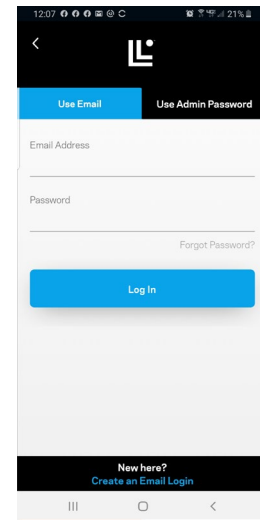 12:07 21%
Use Email Use Admin Password
Email Address
Password
Forgot Password?
Log In
New here?
Create an Email Login